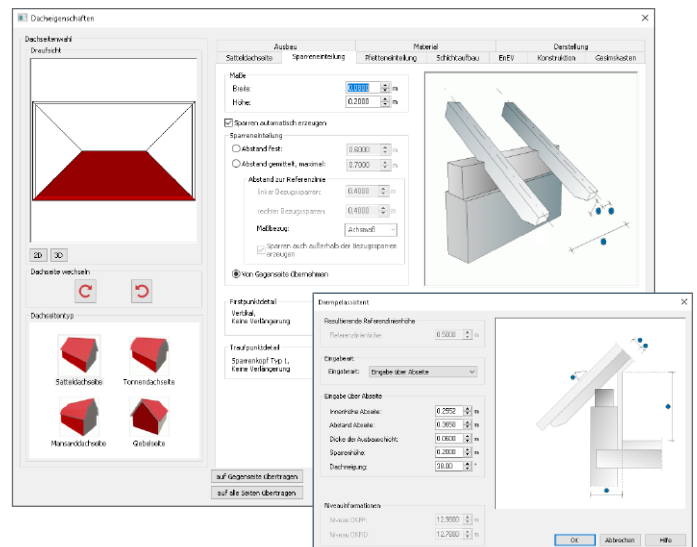 Dacheigenschaften
Dachseitenwahl
Draufsicht
2D 3D
Dachseite wechseln
Dachseitentyp
Satteldachseite Tonnendachseite
Mansarddachseite Giebelseite
Ausbau Material Darstellung
Satteldachseite Sparreneinteilung Pfetteneinteilung Schichtaufbau EnEV Konstruktion Gesimskasten
Maße
Breite: 0.0800 m
Höhe: 0.2000 m
Sparren automatisch erzeugen
Sparreneinteilung
Abstand fest: 0.6000 m
Abstand gemittelt, maximal: 0.7000 m
Abstand zur Referenzlinie
linker Bezugssparren: 0.4000 m
rechter Bezugssparren: 0.4000 m
Maßbezug: Achsmaß
Sparren auch außerhalb der Bezugssparren erzeugen
Von Gegenseite übernehmen
Firstpunktdetail
Vertikal,
Keine Verlängerung
Traufpunktdetail
Sparrenkopf Typ 1,
Keine Verlängerung
auf Gegenseite übertragen
auf alle Seiten übertragen
Drempelassistent
Resultierende Referenzlinienhöhe
Referenzlinienhöhe: 0.5000 m
Eingabeart:
Eingabeart: Eingabe über Abseite
Eingabe über Abseite
Innenhöhe Abseite: 0.2552 m
Abstand Abseite: 0.3650 m
Dicke der Ausbauschicht: 0.0600 m
Sparrenhöhe: 0.2000 m
Dachneigung: 38.00 °
Niveauinformationen
Niveau OKFF: 12.9800 m
Niveau OKRD: 12.7800 m
OK Abbrechen Hilfe